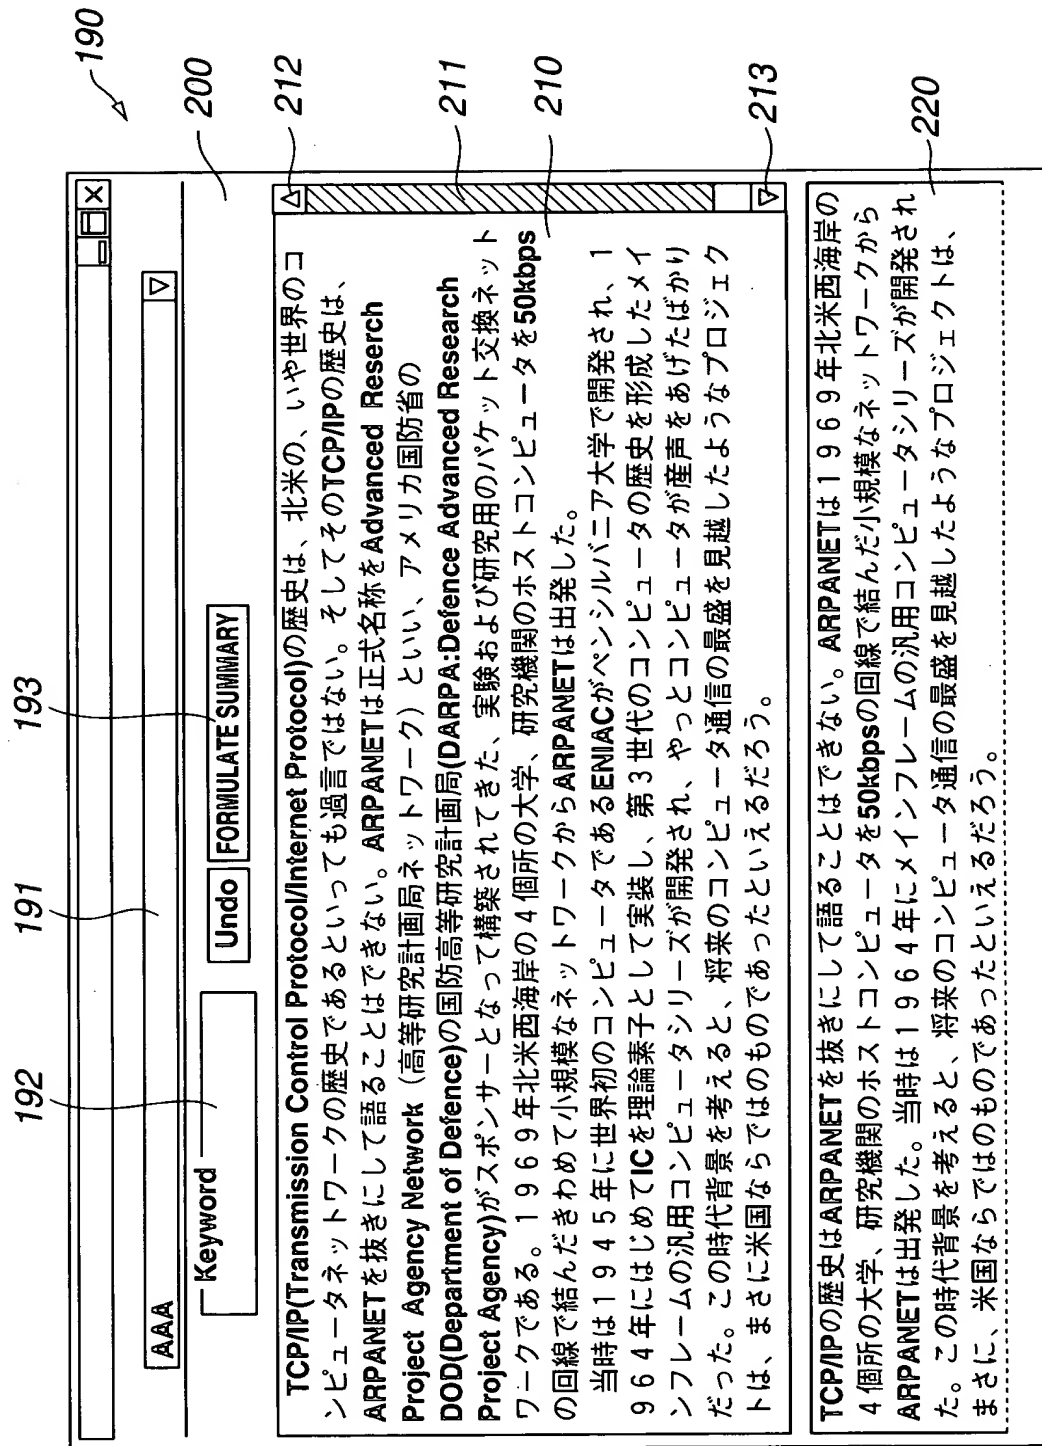 190
192
191
193
200
AAA
Keyword
Undo
FORMULATE SUMMARY
212
211
210
213
TCP/IP(Transmission Control Protocol/Internet Protocol)の歴史は、北米の、いや世界のコ
ンピュータネットワークの歴史であるといっても過言ではない。そしてそのTCP/IPの歴史は、
ARPANETを抜きにして語ることはできない。ARPANETは正式名称をAdvanced Reserch
Project Agency Network（高等研究計画局ネットワーク）といい、アメリカ国防省の
DOD(Department of Defence)の国防高等研究計画局(DARPA:Defence Advanced Research
Project Agency)がスポンサーとなって構築されてきた、実験および研究用のパケット交換ネット
ワークである。１９６９年北米西海岸の４個所の大学、研究機関のホストコンピュータを50kbps
の回線で結んだきわめて小規模なネットワークからARPANETは出発した。
当時は１９４５年に世界初のコンピュータであるENIACがペンシルバニア大学で開発され、１
９６４年にはじめてICを理論素子として実装し、第３世代のコンピュータの歴史を形成したメイ
ンフレームの汎用コンピュータシリーズが開発され、やっとコンピュータが産声をあげたばかり
だった。この時代背景を考えると、将来のコンピュータ通信の最盛を見越したようなプロジェク
トは、まさに米国ならではのものであったといえるだろう。
220
TCP/IPの歴史はARPANETを抜きにして語ることはできない。ARPANETは１９６９年北米西海岸の
４個所の大学、研究機関のホストコンピュータを50kbpsの回線で結んだ小規模なネットワークから
ARPANETは出発した。当時は１９６４年にメインフレームの汎用コンピュータシリーズが開発され
た。この時代背景を考えると、将来のコンピュータ通信の最盛を見越したようなプロジェクトは、
まさに、米国ならではのものであったといえるだろう。